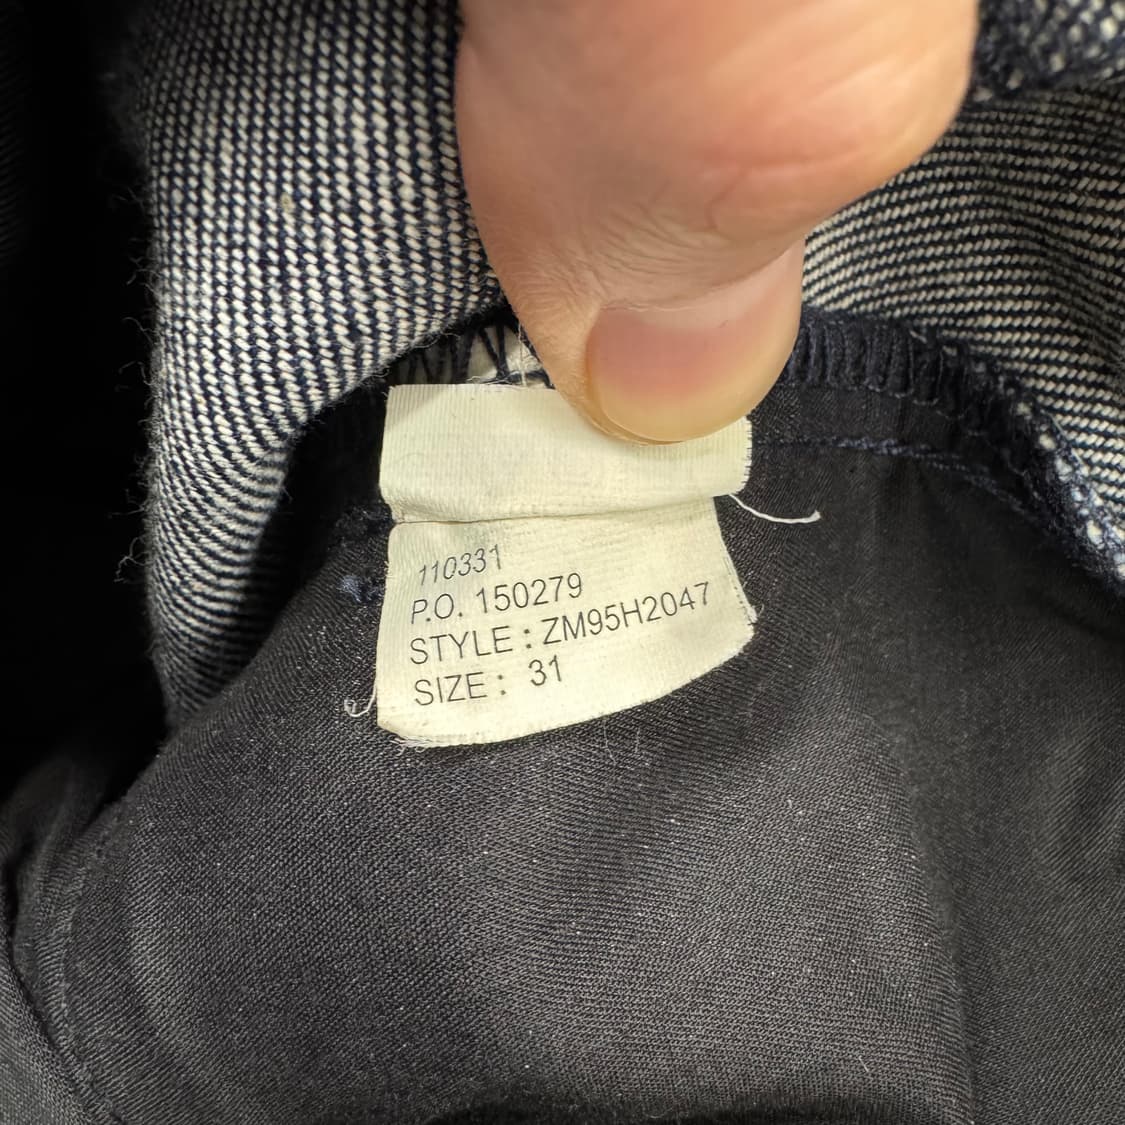 110331
P.O. 150279
STYLE : ZM95H2047
SIZE : 31